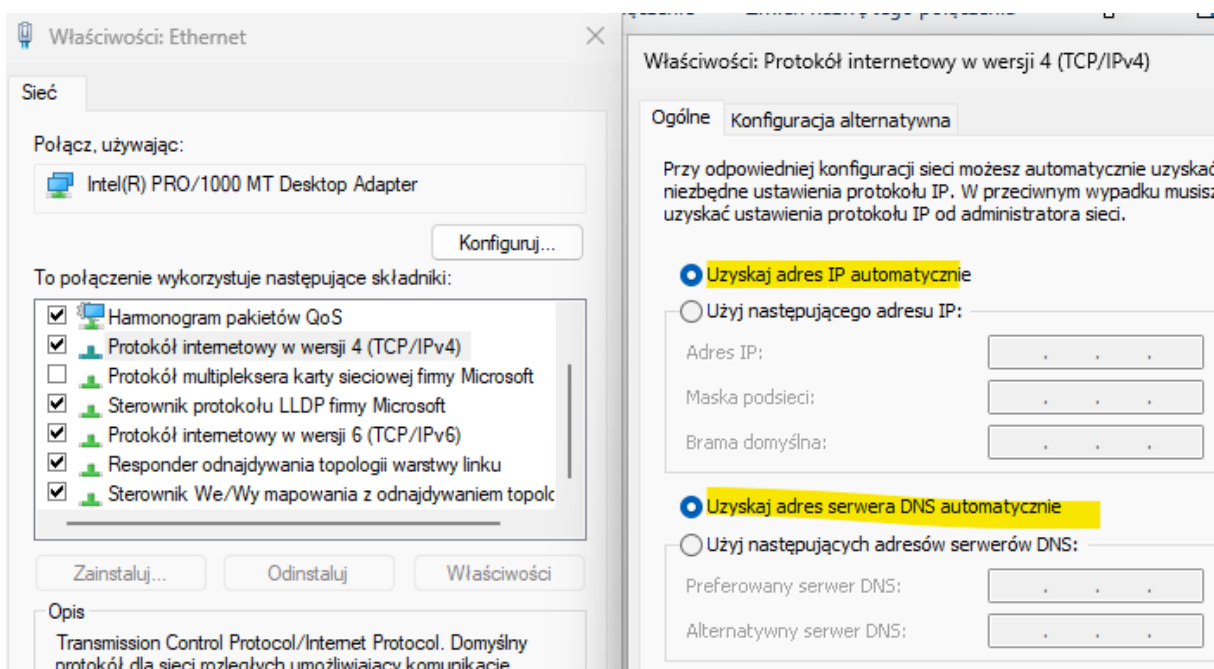 Właściwości: Ethernet
Sieć
Połącz, używając:
Intel(R) PRO/1000 MT Desktop Adapter
Konfiguruj...
To połączenie wykorzystuje następujące składniki:
Harmonogram pakietów QoS
Protokół internetowy w wersji 4 (TCP/IPv4)
Protokół multipleksera karty sieciowej firmy Microsoft
Sterownik protokołu LLDP firmy Microsoft
Protokół internetowy w wersji 6 (TCP/IPv6)
Responder odnajdywania topologii warstwy linku
Sterownik We/Wy mapowania z odnajdywaniem topolo
Zainstaluj...
Odinstaluj
Właściwości
Opis
Transmission Control Protocol/Internet Protocol. Domyślny
protokół dla sieci rozległych umożliwiający komunikację
Właściwości: Protokół internetowy w wersji 4 (TCP/IPv4)
Ogólne
Konfiguracja alternatywna
Przy odpowiedniej konfiguracji sieci możesz automatycznie uzyskać
niezbędne ustawienia protokołu IP. W przeciwnym wypadku musisz
uzyskać ustawienia protokołu IP od administratora sieci.
Uzyskaj adres IP automatycznie
Użyj następującego adresu IP:
Adres IP:
Maska podsieci:
Brama domyślna:
Uzyskaj adres serwera DNS automatycznie
Użyj następujących adresów serwerów DNS:
Preferowany serwer DNS:
Alternatywny serwer DNS: